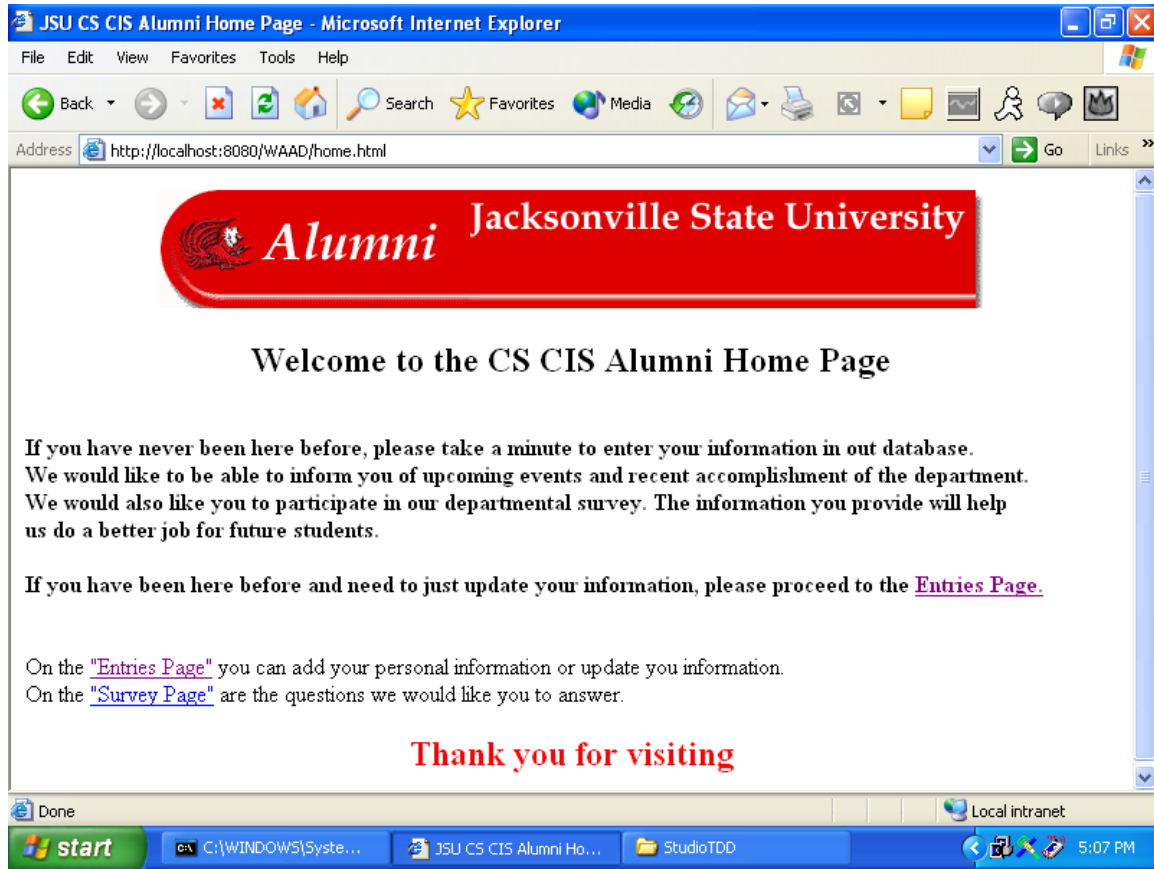 JSU CS CIS Alumni Home Page - Microsoft Internet Explorer
File Edit View Favorites Tools Help
Back Search Favorites Media
Address http://localhost:8080/WAAD/home.html Go Links »
Alumni Jacksonville State University
Welcome to the CS CIS Alumni Home Page
If you have never been here before, please take a minute to enter your information in out database.
We would like to be able to inform you of upcoming events and recent accomplishment of the department.
We would also like you to participate in our departmental survey. The information you provide will help
us do a better job for future students.
If you have been here before and need to just update your information, please proceed to the Entries Page.
On the "Entries Page" you can add your personal information or update you information.
On the "Survey Page" are the questions we would like you to answer.
Thank you for visiting
Done Local intranet
start C:\WINDOWS\Syste... JSU CS CIS Alumni Ho... StudioTDD 5:07 PM